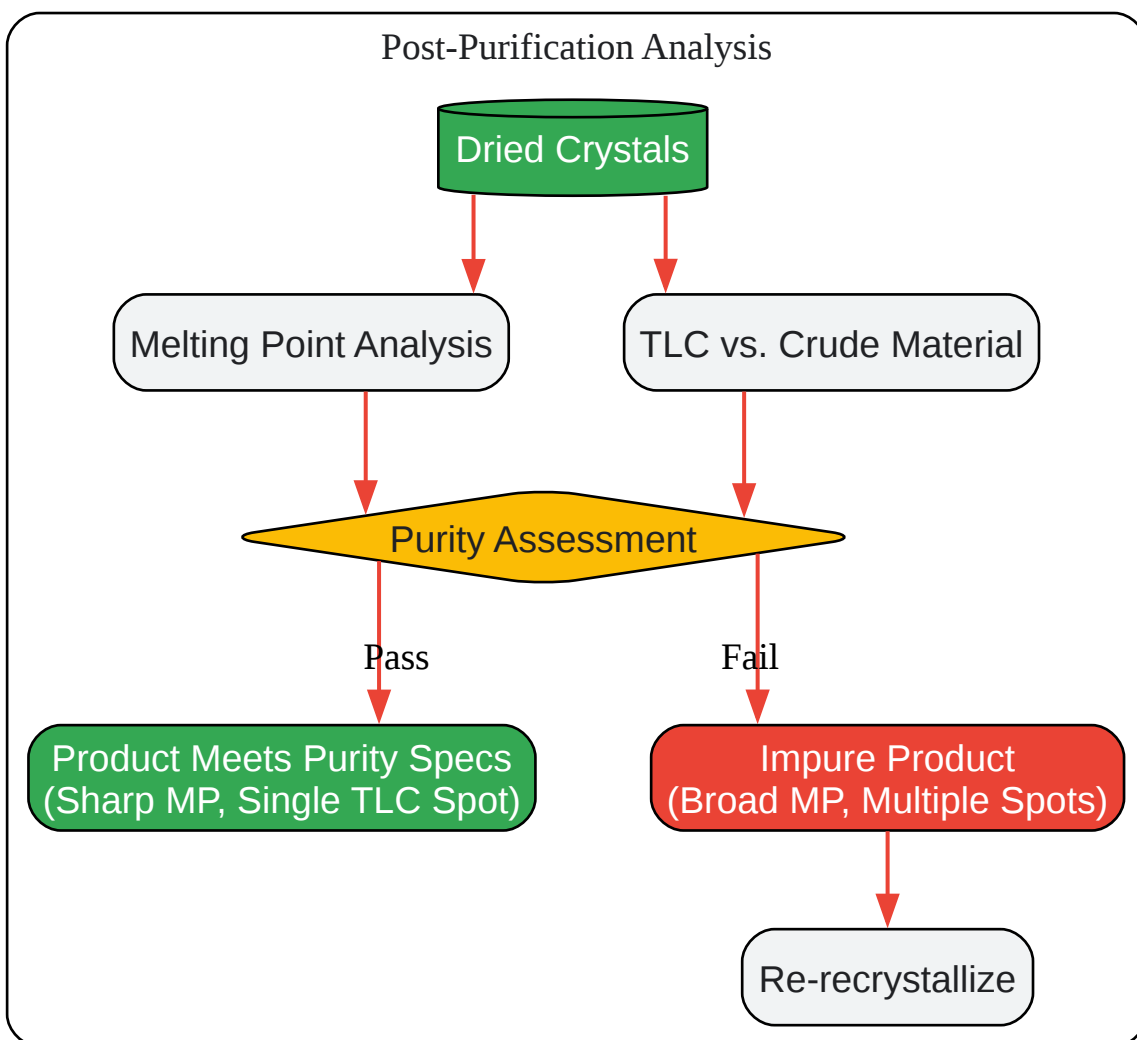 Post-Purification Analysis
Dried Crystals
Melting Point Analysis
TLC vs. Crude Material
Purity Assessment
Pass
Fail
Product Meets Purity Specs
(Sharp MP, Single TLC Spot)
Impure Product
(Broad MP, Multiple Spots)
Re-recrystallize